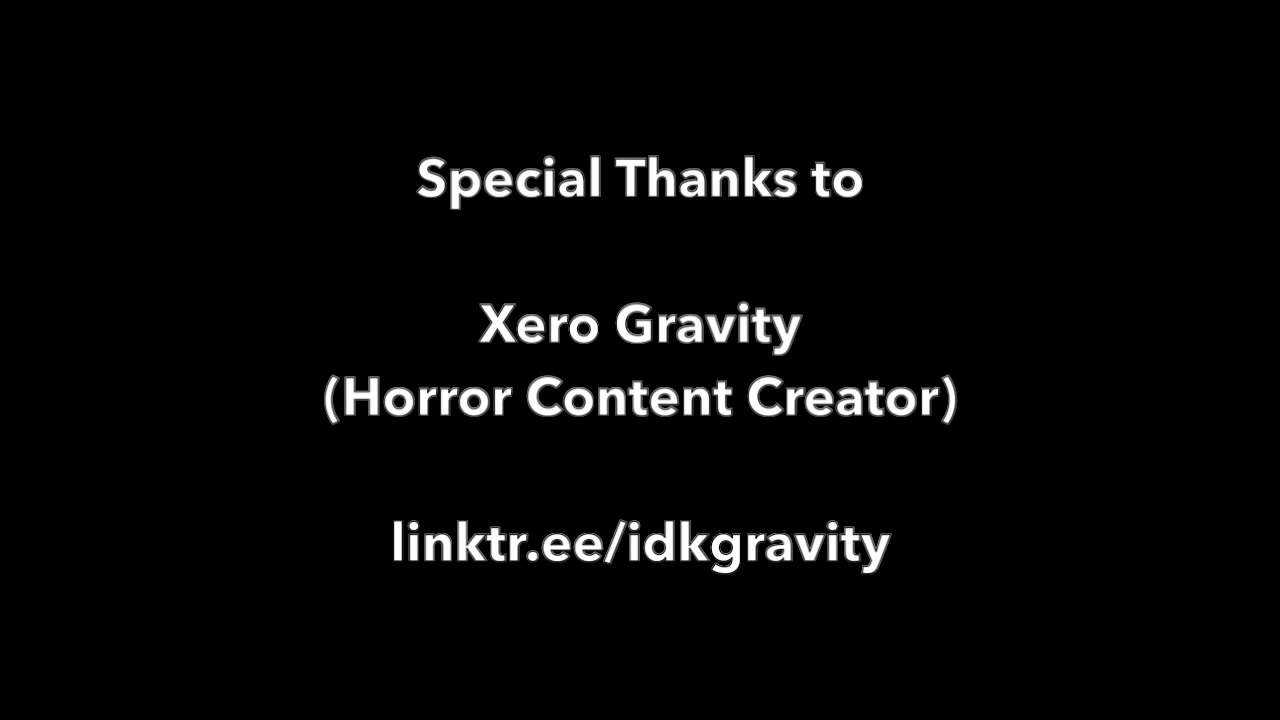 Special Thanks to
Xero Gravity
(Horror Content Creator)
linktr.ee/idkgravity